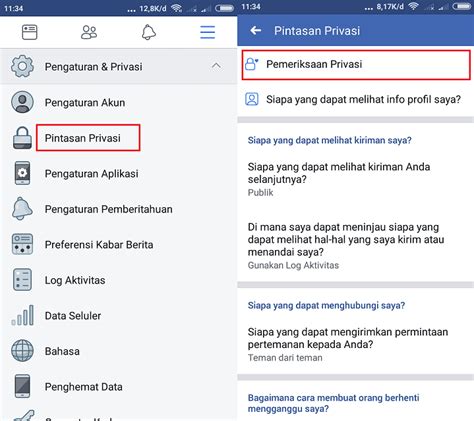 11:34
... 12,8K/d
Pengaturan & Privasi
Pengaturan Akun
Pintasan Privasi
Pengaturan Aplikasi
Pengaturan Pemberitahuan
Preferensi Kabar Berita
Log Aktivitas
Data Seluler
Bahasa
Penghemat Data
11:34
... 8,17K/d
Pintasan Privasi
Pemeriksaan Privasi
Siapa yang dapat melihat info profil saya?
Siapa yang dapat melihat kiriman saya?
Siapa yang dapat melihat kiriman Anda
selanjutnya?
Publik
Di mana saya dapat meninjau siapa yang
dapat melihat hal-hal yang saya kirim atau
menandai saya?
Gunakan Log Aktivitas
Siapa yang dapat menghubungi saya?
Siapa yang dapat mengirimkan permintaan
pertemanan kepada Anda?
Teman dari teman
Bagaimana cara membuat orang berhenti
mengganggu saya?